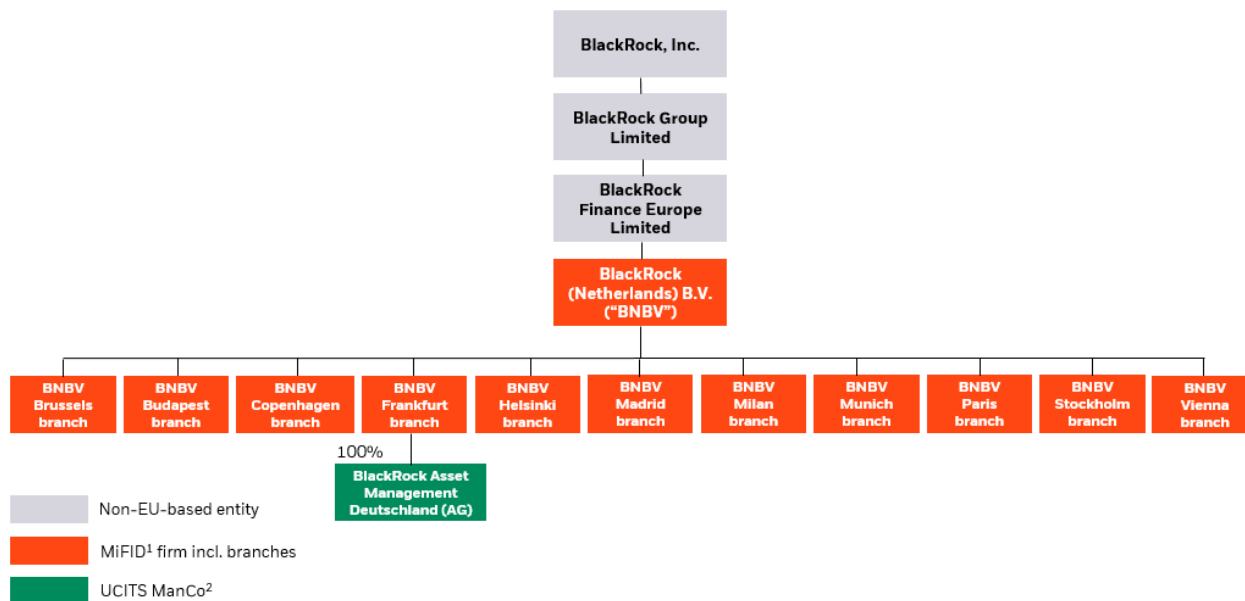 BlackRock, Inc.
BlackRock Group
Limited
BlackRock
Finance Europe
Limited
BlackRock
(Netherlands) B.V.
(“BNBV”)
BNBV
Brussels
branch
BNBV
Budapest
branch
BNBV
Copenhagen
branch
BNBV
Frankfurt
branch
BNBV
Helsinki
branch
BNBV
Madrid
branch
BNBV
Milan
branch
BNBV
Munich
branch
BNBV
Paris
branch
BNBV
Stockholm
branch
BNBV
Vienna
branch
100%
BlackRock Asset
Management
Deutschland (AG)
Non-EU-based entity
MiFID¹ firm incl. branches
UCITS ManCo²